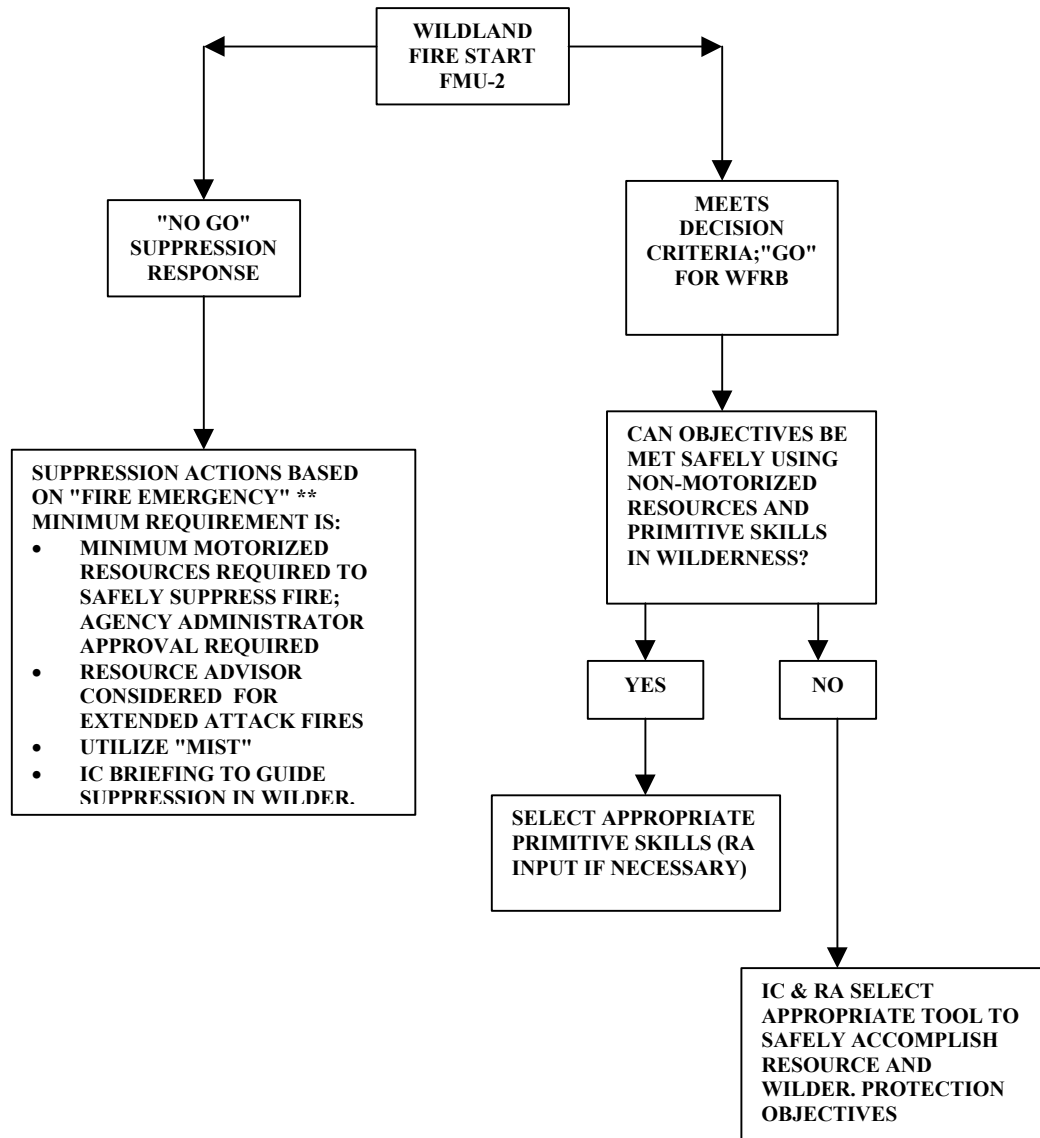 WILDLAND
FIRE START
FMU-2
"NO GO"
SUPPRESSION
RESPONSE
MEETS
DECISION
CRITERIA;"GO"
FOR WFRB
SUPPRESSION ACTIONS BASED
ON "FIRE EMERGENCY" **
MINIMUM REQUIREMENT IS:
• MINIMUM MOTORIZED
RESOURCES REQUIRED TO
SAFELY SUPPRESS FIRE;
AGENCY ADMINISTRATOR
APPROVAL REQUIRED
• RESOURCE ADVISOR
CONSIDERED FOR
EXTENDED ATTACK FIRES
• UTILIZE "MIST"
• IC BRIEFING TO GUIDE
SUPPRESSION IN WILDER.
CAN OBJECTIVES BE
MET SAFELY USING
NON-MOTORIZED
RESOURCES AND
PRIMITIVE SKILLS
IN WILDERNESS?
YES
NO
SELECT APPROPRIATE
PRIMITIVE SKILLS (RA
INPUT IF NECESSARY)
IC & RA SELECT
APPROPRIATE TOOL TO
SAFELY ACCOMPLISH
RESOURCE AND
WILDER. PROTECTION
OBJECTIVES